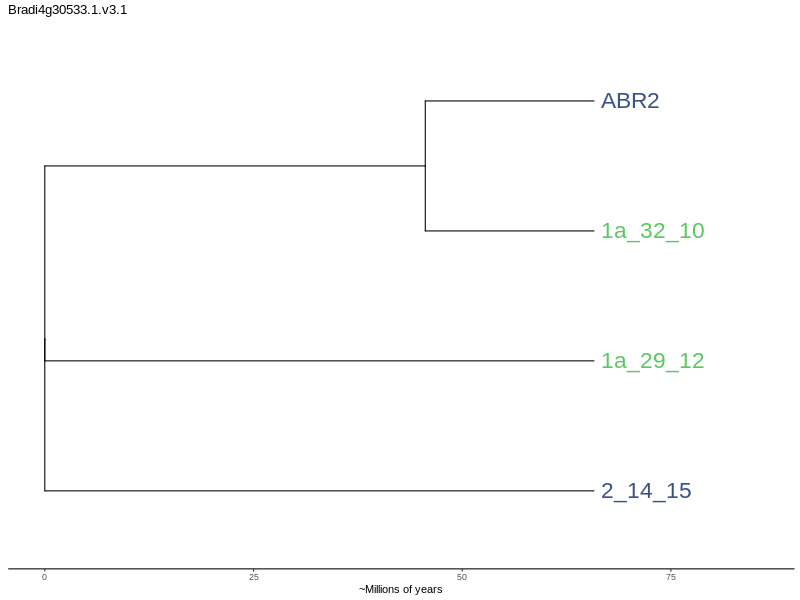 Bradi4g30533.1.v3.1
ABR2
1a_32_10
1a_29_12
2_14_15
0 25 50 75
~Millions of years